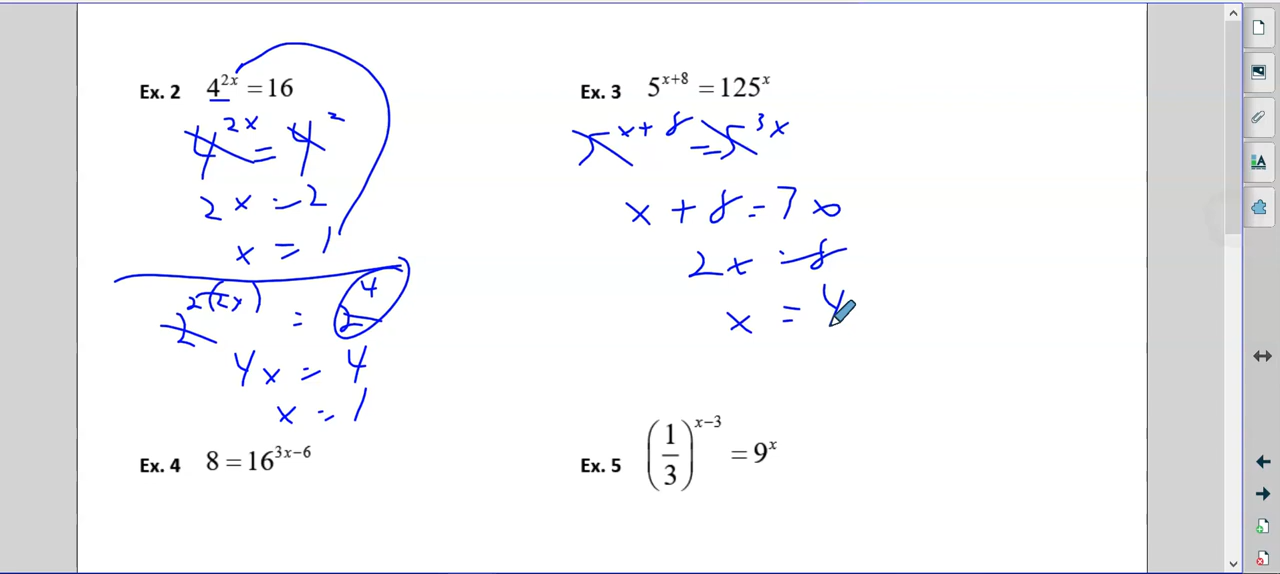 Ex. 2 4^{2x} = 16
4^{2x} = 4^2
2x = 2
x = 1
2^{2(2x)} = 2^4
4x = 4
x = 1
Ex. 3 5^{x+8} = 125^x
5^{x+8} = 5^{3x}
x + 8 = 3x
2x = 8
x = 4
Ex. 4 8 = 16^{3x-6}
Ex. 5 (1/3)^{x-3} = 9^x